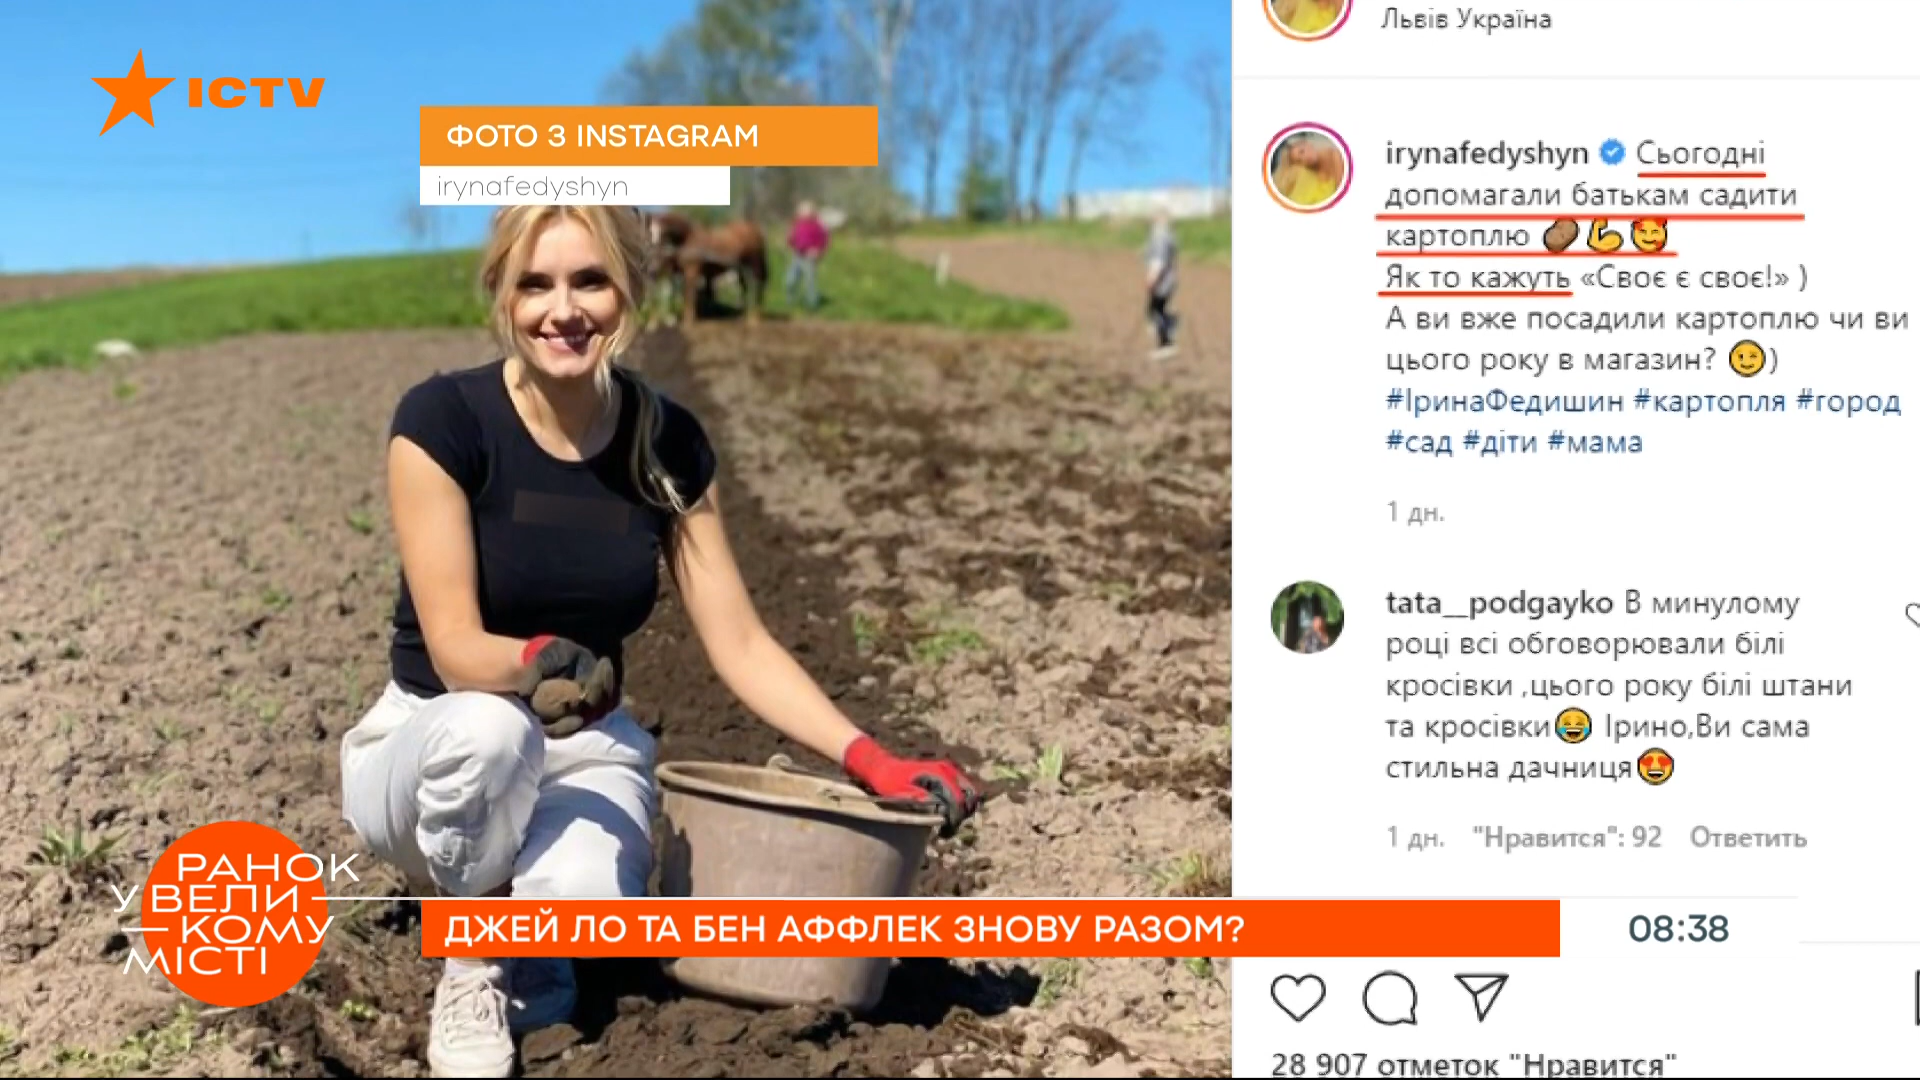 ICTV
ФОТО З INSTAGRAM
irynafedyshyn
Львів Україна
irynafedyshyn Сьогодні
допомагали батькам садити
картоплю 🥔💪🥰
Як то кажуть «Своє є своє!» )
А ви вже посадили картоплю чи ви
цього року в магазин? 😉)
#ІринаФедишин #картопля #город
#сад #діти #мама
1 дн.
tata__podgayko В минулому
році всі обговорювали білі
кросівки ,цього року білі штани
та кросівки😂 Ірино,Ви сама
стильна дачниця😍
1 дн. "Нравится": 92 Ответить
РАНОК
У ВЕЛИ
КОМУ
МІСТІ
ДЖЕЙ ЛО ТА БЕН АФФЛЕК ЗНОВУ РАЗОМ?
08:38
28 907 отметок "Нравится"